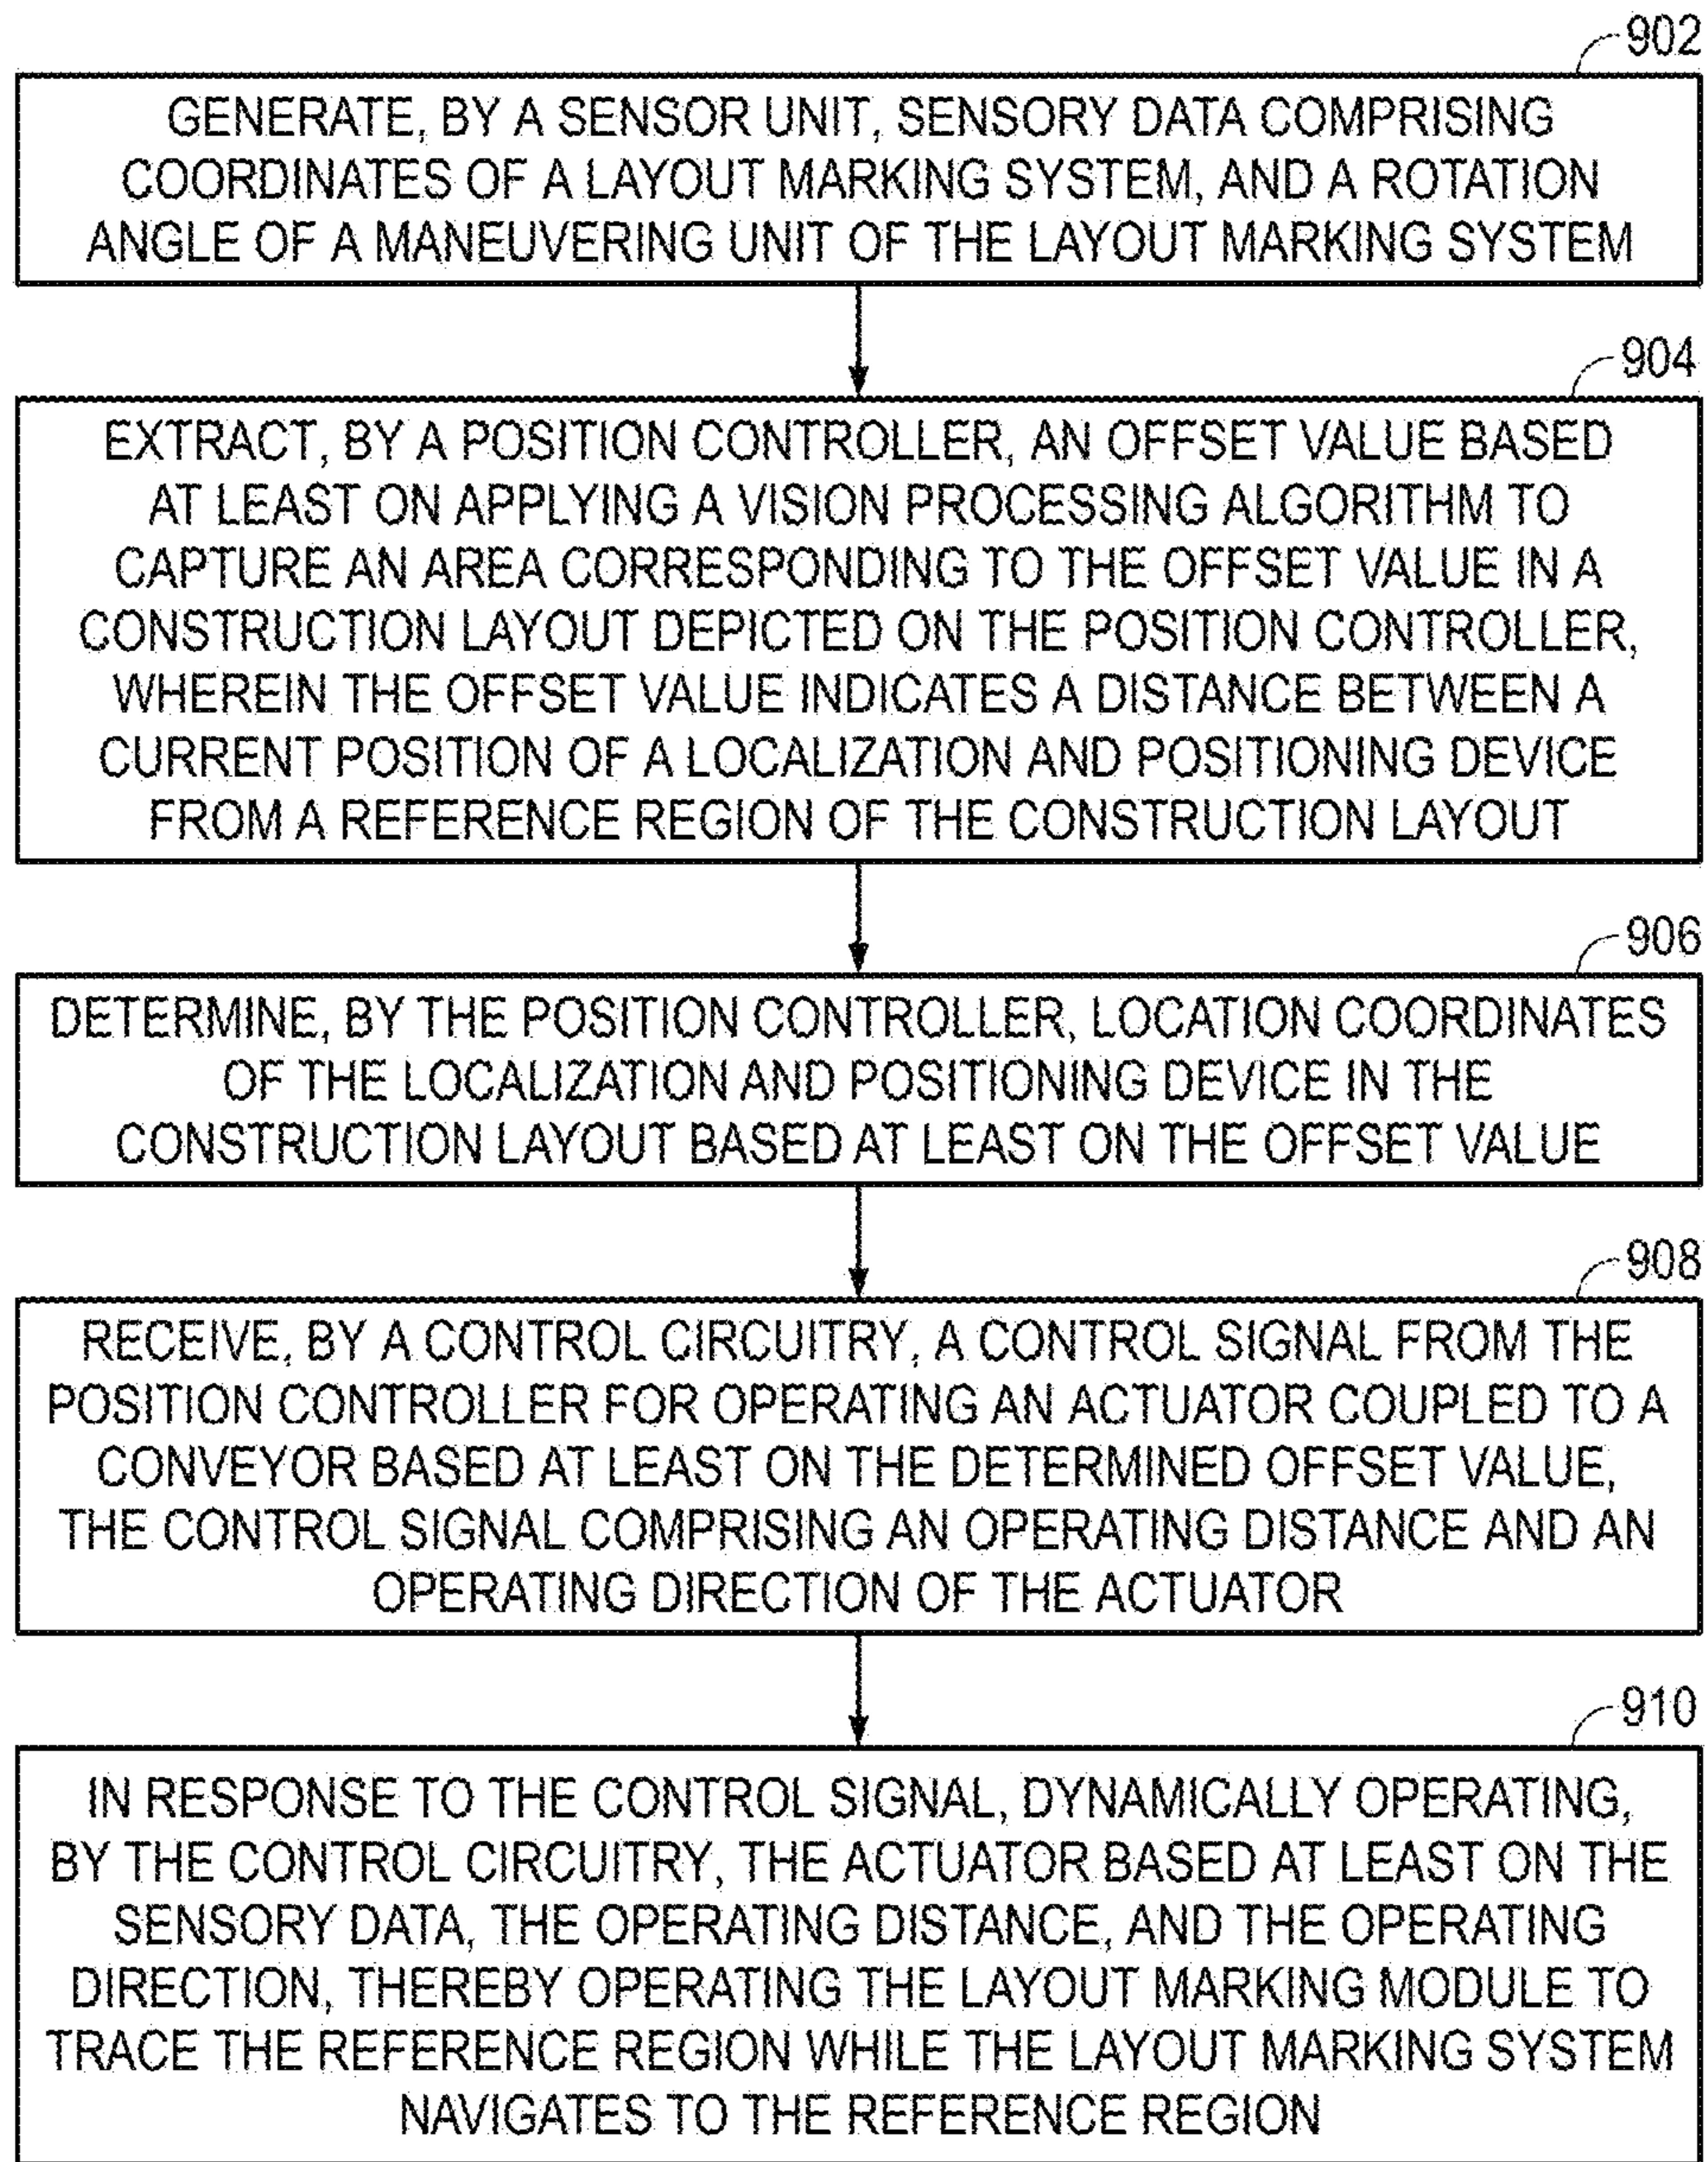 902
GENERATE, BY A SENSOR UNIT, SENSORY DATA COMPRISING
COORDINATES OF A LAYOUT MARKING SYSTEM, AND A ROTATION
ANGLE OF A MANEUVERING UNIT OF THE LAYOUT MARKING SYSTEM
904
EXTRACT, BY A POSITION CONTROLLER, AN OFFSET VALUE BASED
AT LEAST ON APPLYING A VISION PROCESSING ALGORITHM TO
CAPTURE AN AREA CORRESPONDING TO THE OFFSET VALUE IN A
CONSTRUCTION LAYOUT DEPICTED ON THE POSITION CONTROLLER,
WHEREIN THE OFFSET VALUE INDICATES A DISTANCE BETWEEN A
CURRENT POSITION OF A LOCALIZATION AND POSITIONING DEVICE
FROM A REFERENCE REGION OF THE CONSTRUCTION LAYOUT
906
DETERMINE, BY THE POSITION CONTROLLER, LOCATION COORDINATES
OF THE LOCALIZATION AND POSITIONING DEVICE IN THE
CONSTRUCTION LAYOUT BASED AT LEAST ON THE OFFSET VALUE
908
RECEIVE, BY A CONTROL CIRCUITRY, A CONTROL SIGNAL FROM THE
POSITION CONTROLLER FOR OPERATING AN ACTUATOR COUPLED TO A
CONVEYOR BASED AT LEAST ON THE DETERMINED OFFSET VALUE,
THE CONTROL SIGNAL COMPRISING AN OPERATING DISTANCE AND AN
OPERATING DIRECTION OF THE ACTUATOR
910
IN RESPONSE TO THE CONTROL SIGNAL, DYNAMICALLY OPERATING,
BY THE CONTROL CIRCUITRY, THE ACTUATOR BASED AT LEAST ON THE
SENSORY DATA, THE OPERATING DISTANCE, AND THE OPERATING
DIRECTION, THEREBY OPERATING THE LAYOUT MARKING MODULE TO
TRACE THE REFERENCE REGION WHILE THE LAYOUT MARKING SYSTEM
NAVIGATES TO THE REFERENCE REGION